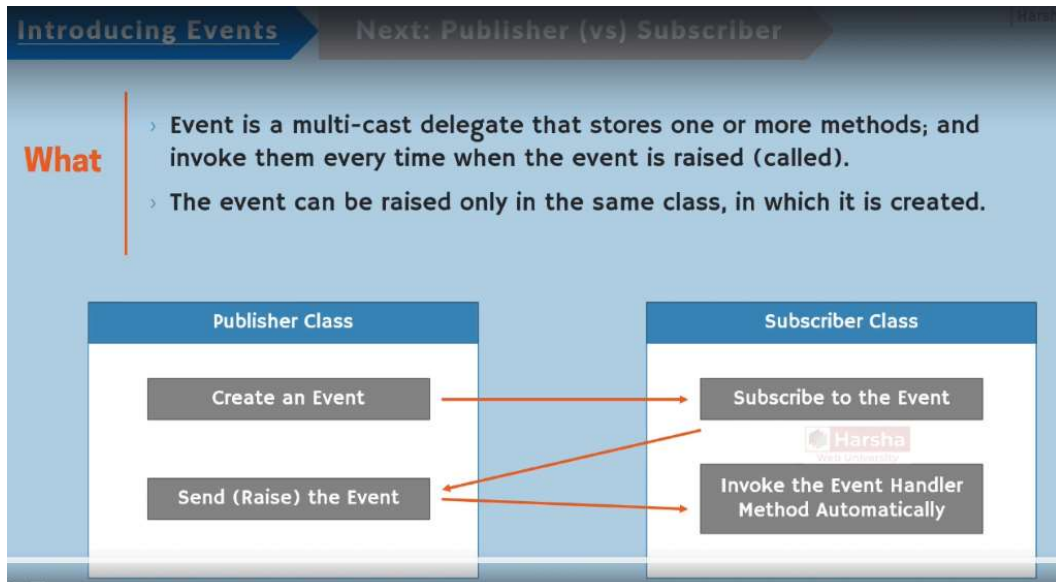 Introducing Events
Next: Publisher (vs) Subscriber
Harsha
What
› Event is a multi-cast delegate that stores one or more methods; and
invoke them every time when the event is raised (called).
› The event can be raised only in the same class, in which it is created.
Publisher Class
Subscriber Class
Create an Event
Subscribe to the Event
Harsha
Web University
Send (Raise) the Event
Invoke the Event Handler
Method Automatically